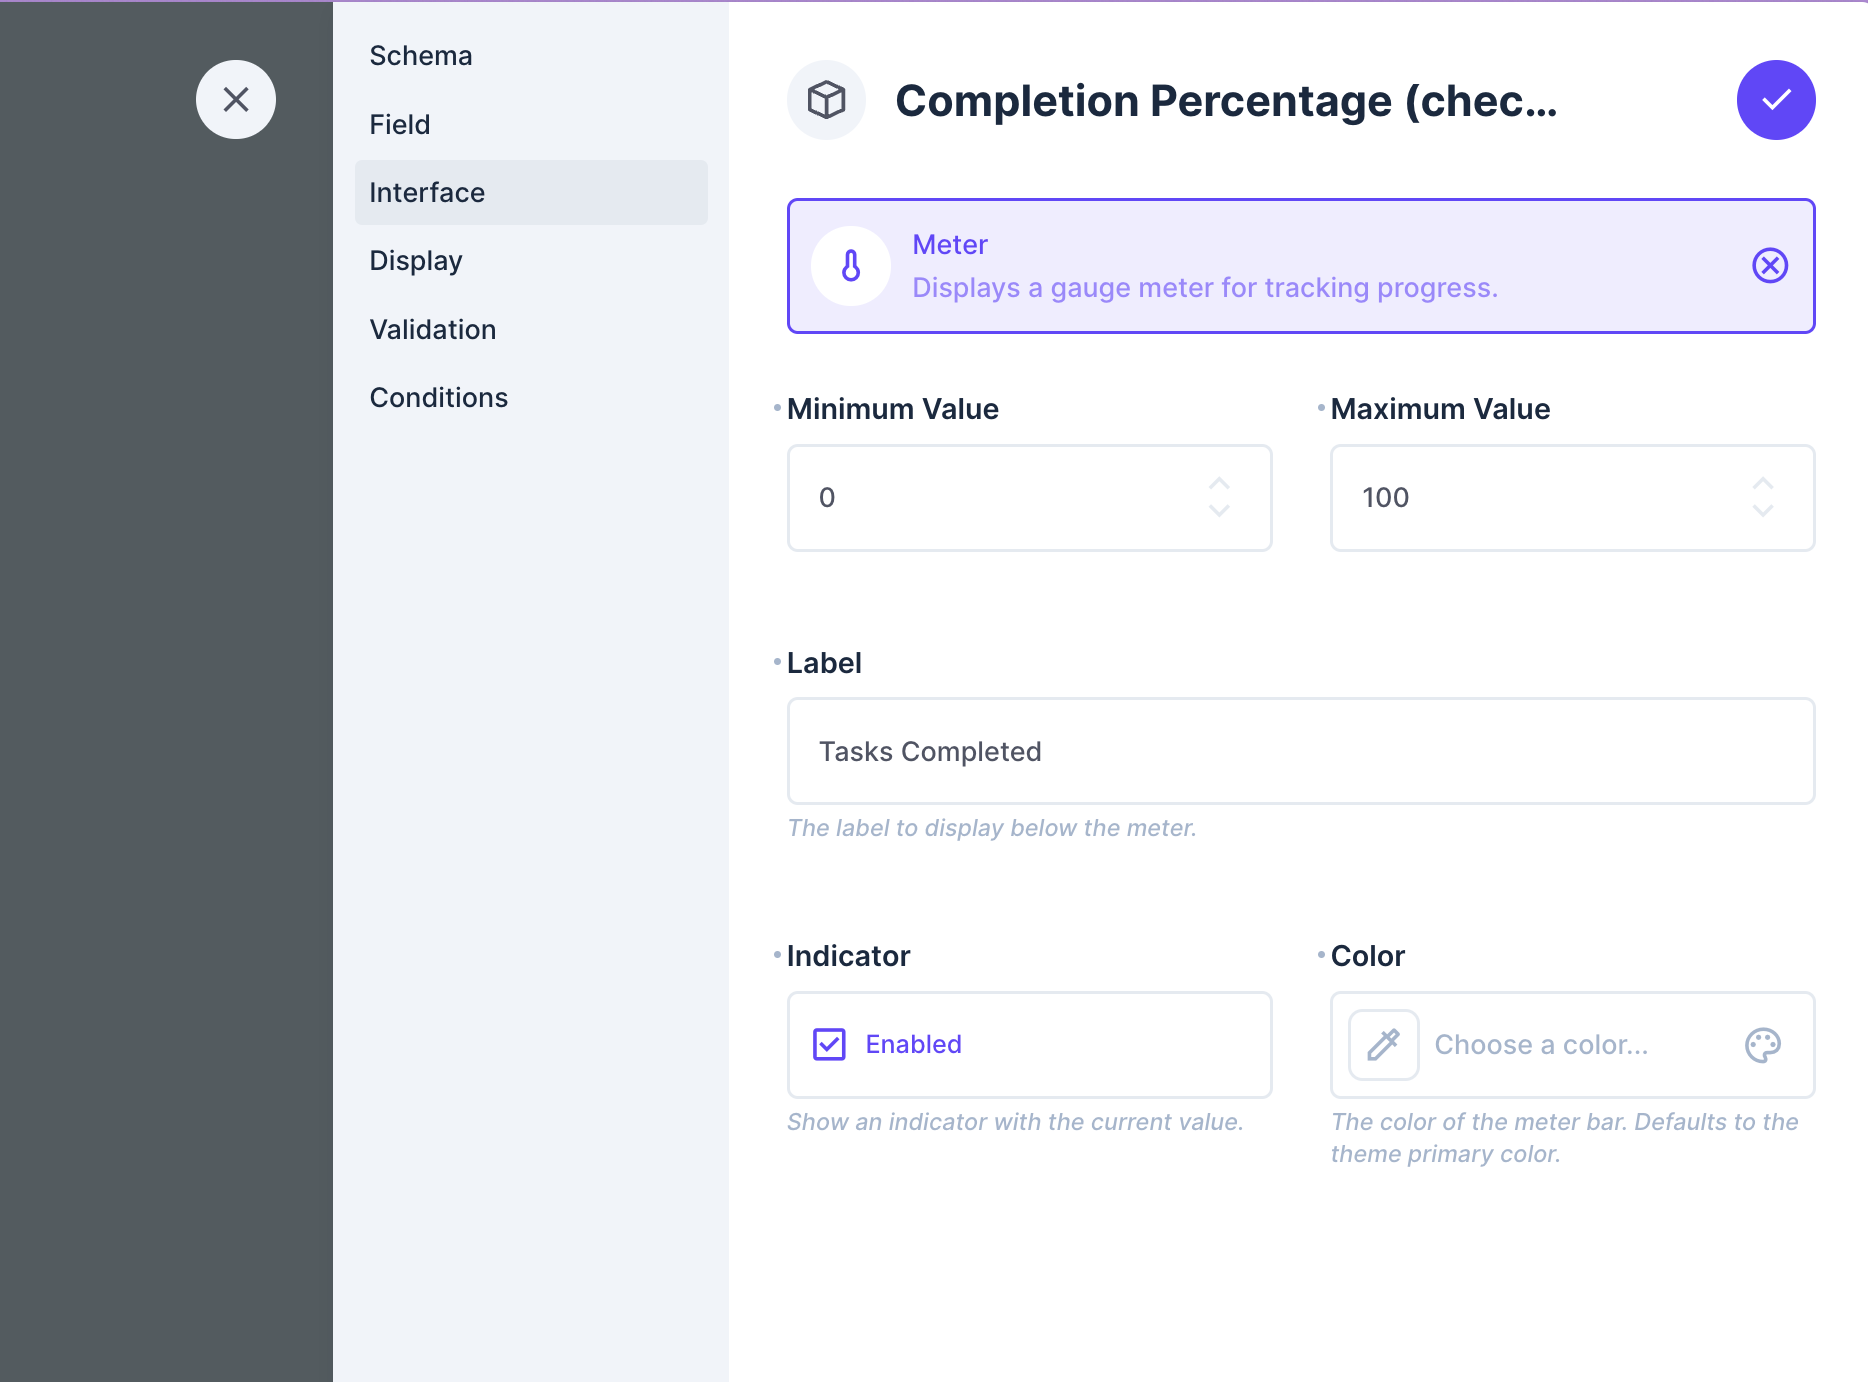 Schema
Field
Interface
Display
Validation
Conditions
Completion Percentage (chec...
Meter
Displays a gauge meter for tracking progress.
Minimum Value
Maximum Value
0
100
Label
Tasks Completed
The label to display below the meter.
Indicator
Color
Enabled
Choose a color...
Show an indicator with the current value.
The color of the meter bar. Defaults to the
theme primary color.